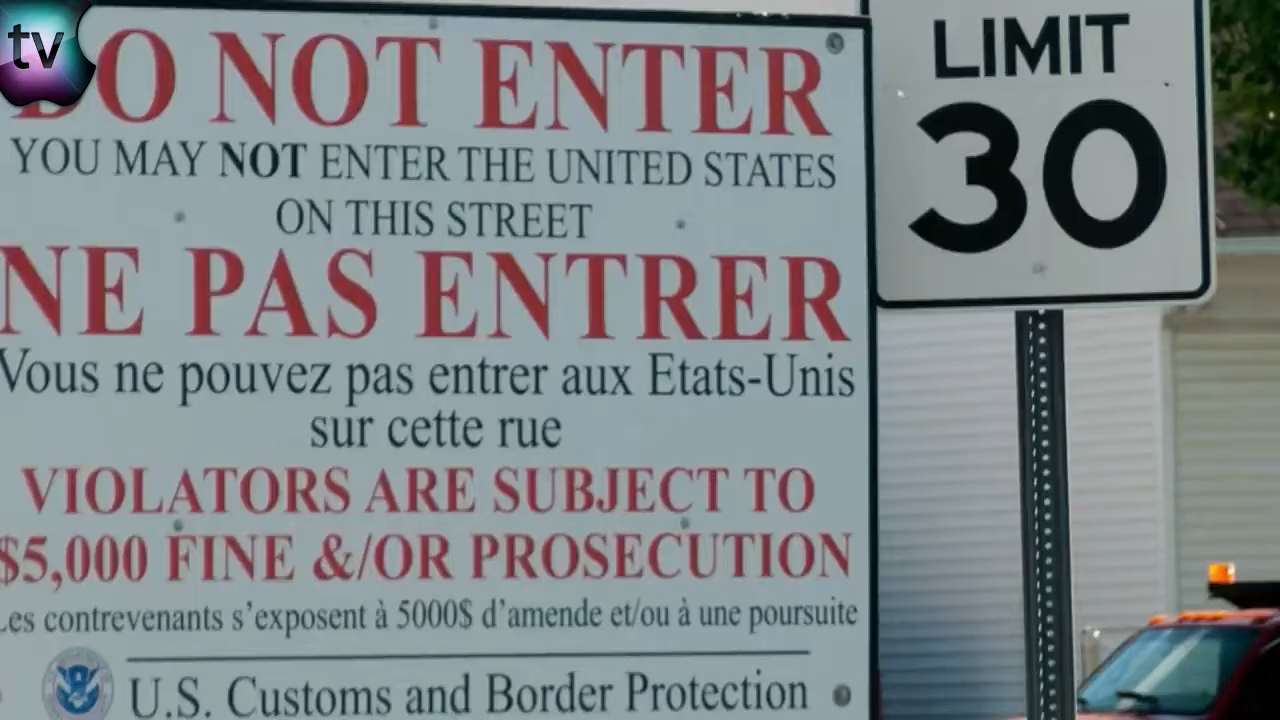 tv
DO NOT ENTER
YOU MAY NOT ENTER THE UNITED STATES
ON THIS STREET
NE PAS ENTRER
Vous ne pouvez pas entrer aux Etats-Unis
sur cette rue
VIOLATORS ARE SUBJECT TO
$5,000 FINE &/OR PROSECUTION
Les contrevenants s'exposent à 5000$ d'amende et/ou à une poursuite
U.S. Customs and Border Protection
LIMIT
30